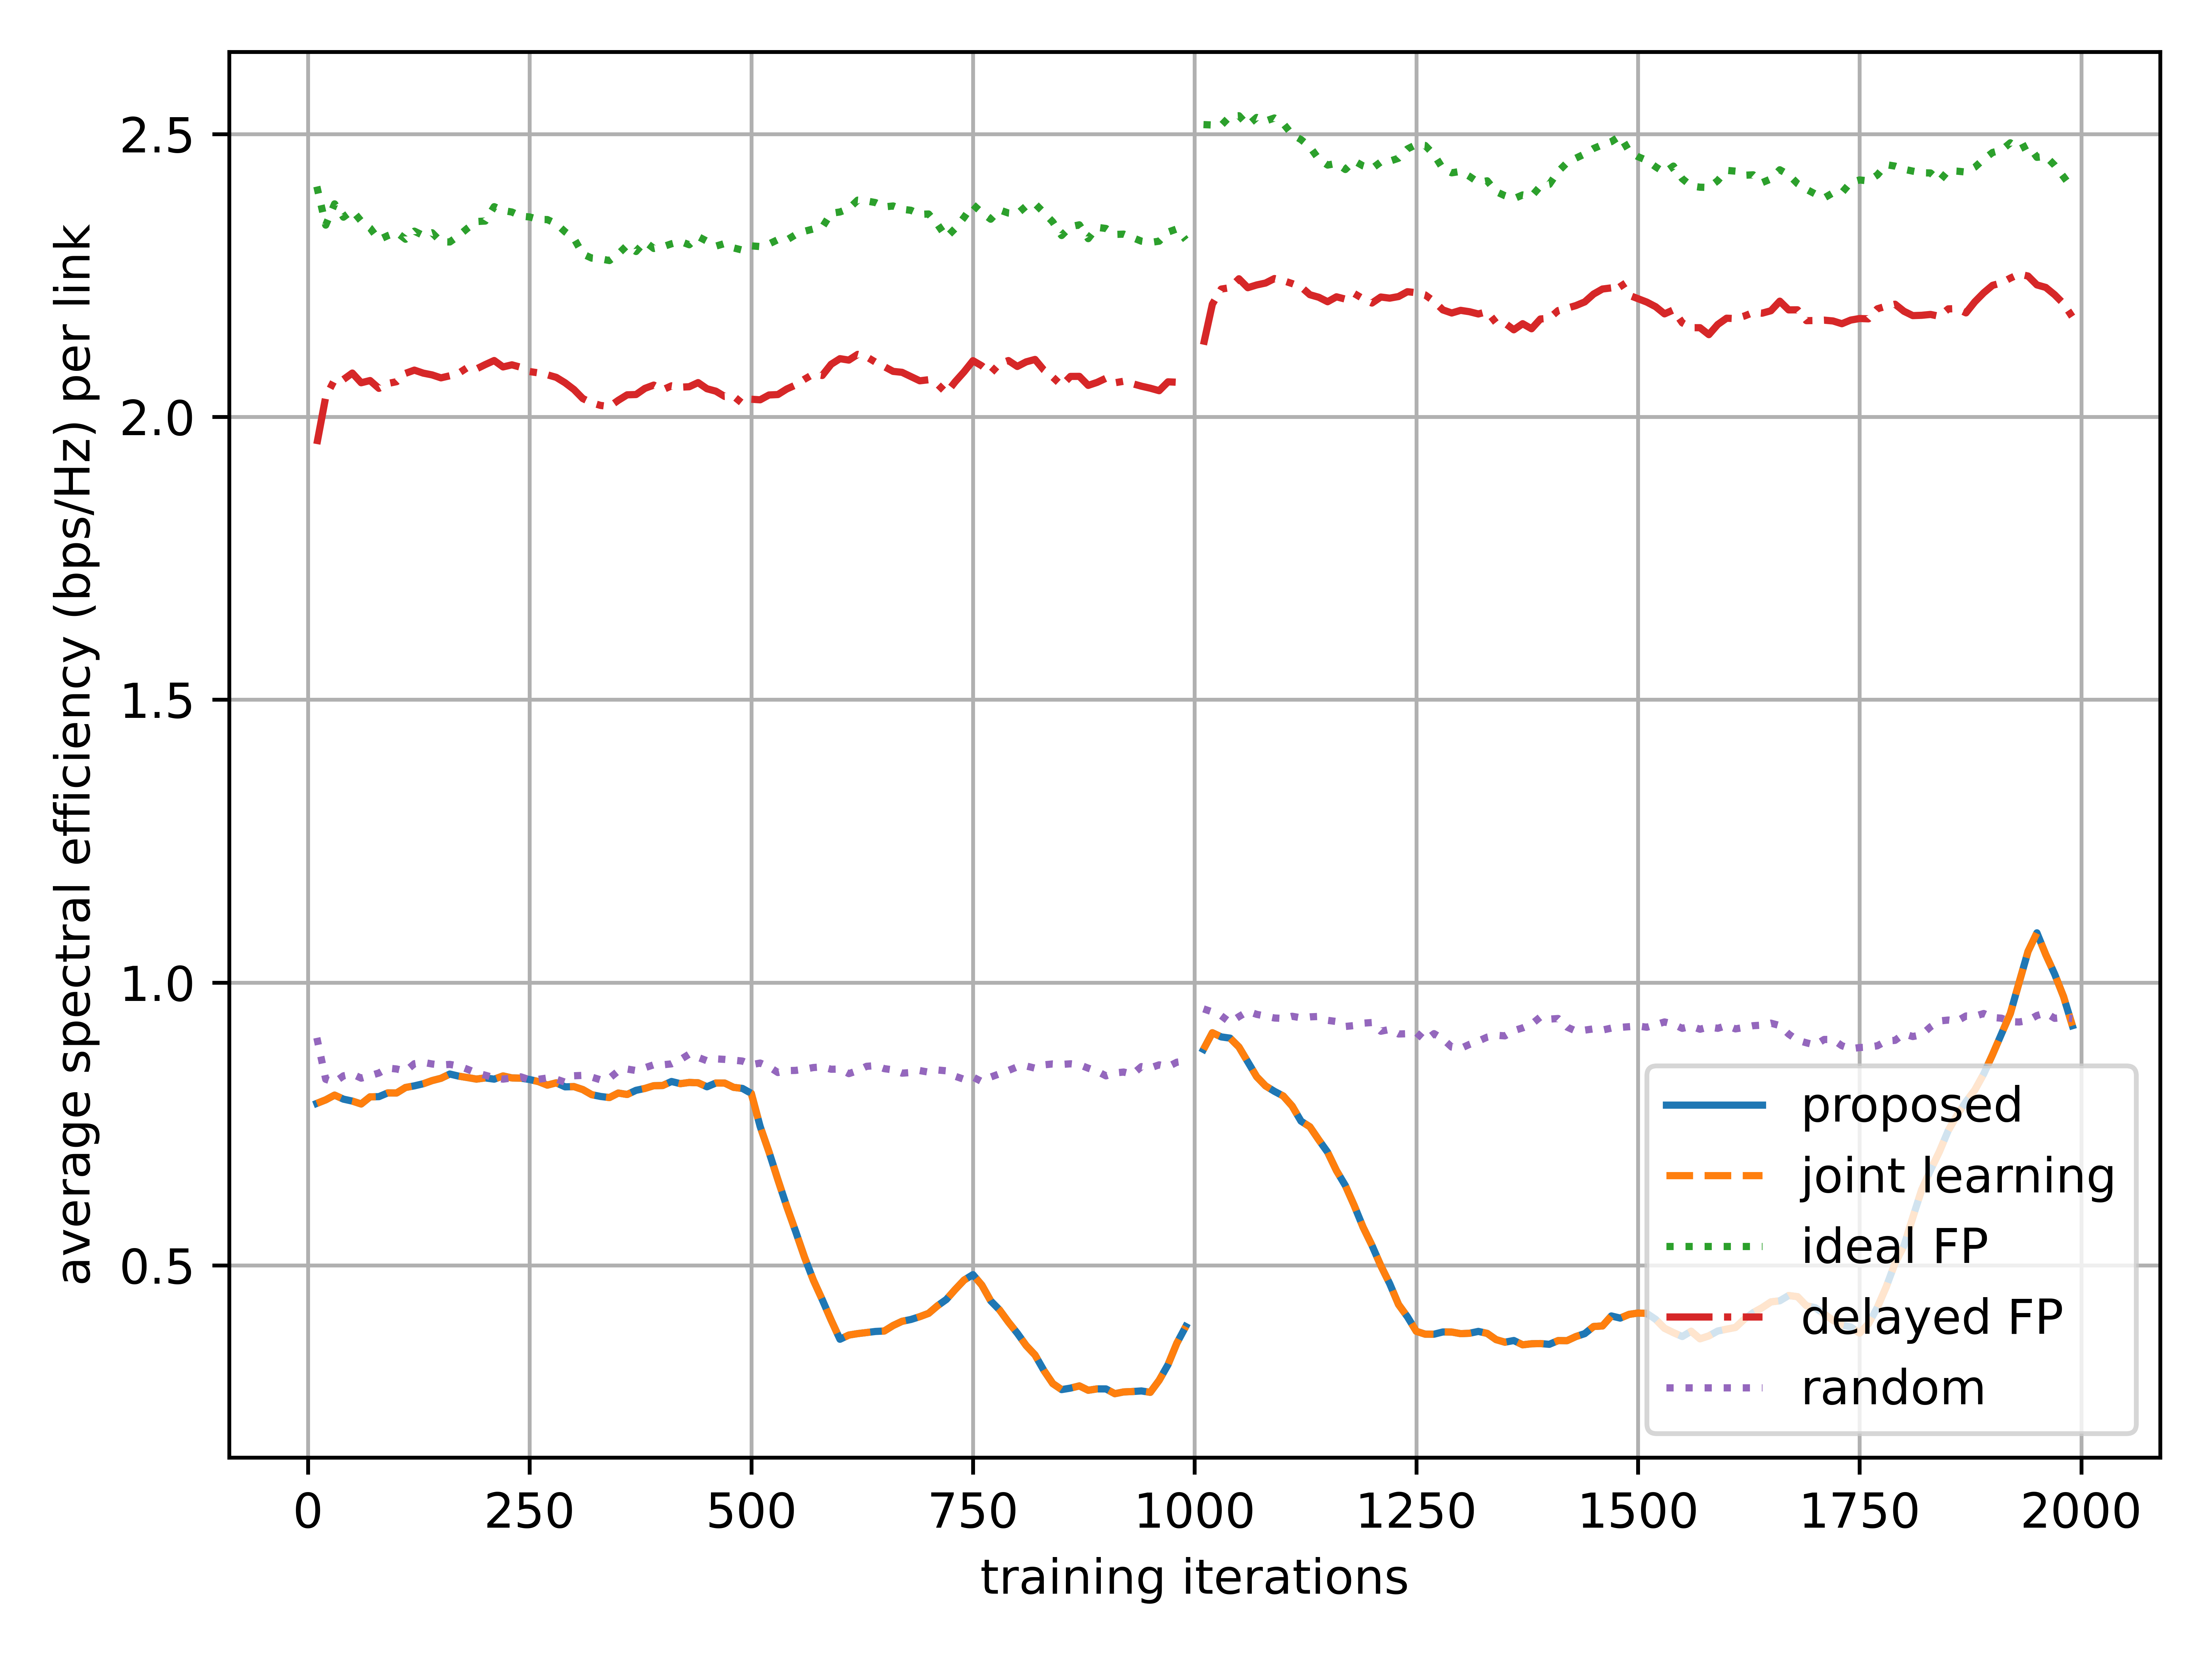 average spectral efficiency (bps/Hz) per link
2.5
2.0
1.5
1.0
0.5
proposed
joint learning
ideal FP
delayed FP
random
0 250 500 750 1000 1250 1500 1750 2000
training iterations